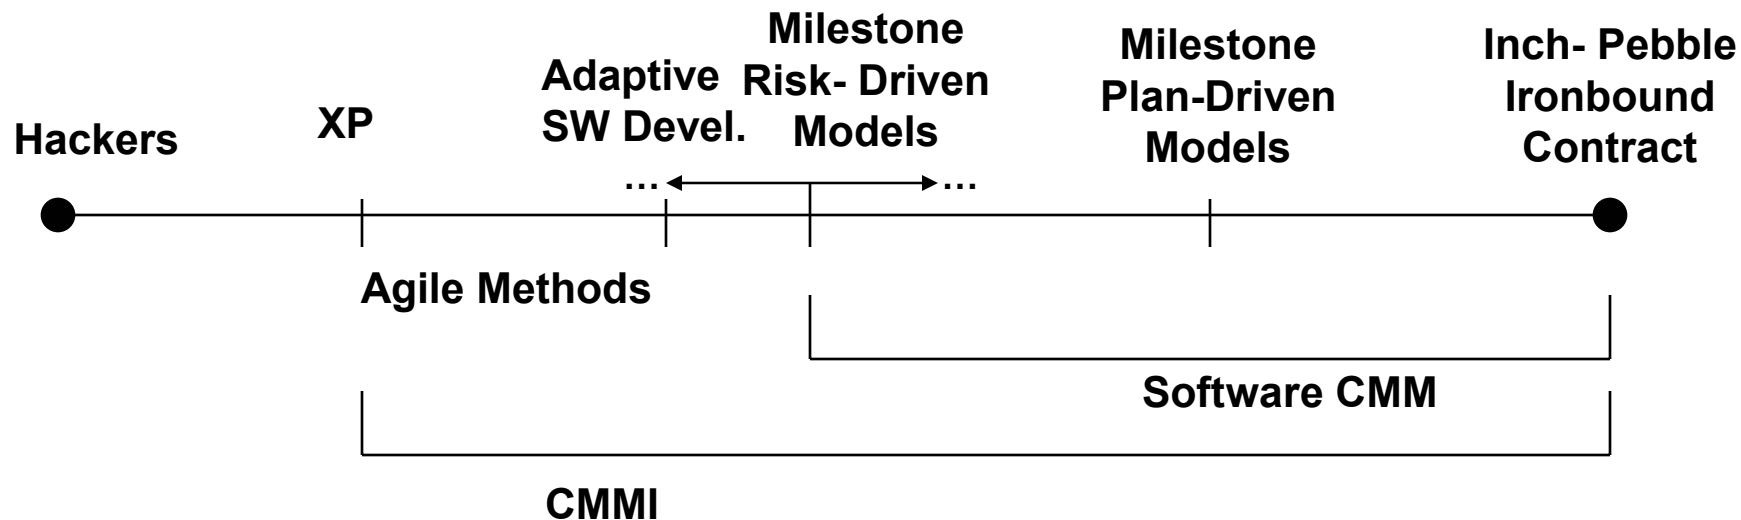 Hackers
XP
Adaptive
SW Devel.
Milestone
Risk- Driven
Models
Milestone
Plan-Driven
Models
Inch- Pebble
Ironbound
Contract
... ...
Agile Methods
Software CMM
CMMI